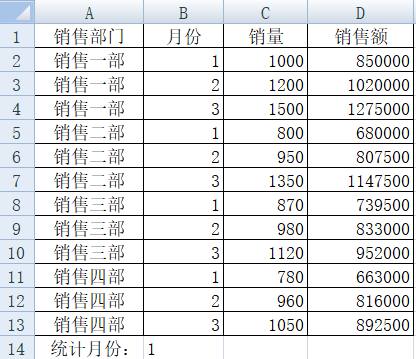 A B C D
1 销售部门 月份 销量 销售额
2 销售一部 1 1000 850000
3 销售一部 2 1200 1020000
4 销售一部 3 1500 1275000
5 销售二部 1 800 680000
6 销售二部 2 950 807500
7 销售二部 3 1350 1147500
8 销售三部 1 870 739500
9 销售三部 2 980 833000
10 销售三部 3 1120 952000
11 销售四部 1 780 663000
12 销售四部 2 960 816000
13 销售四部 3 1050 892500
14 统计月份： 1